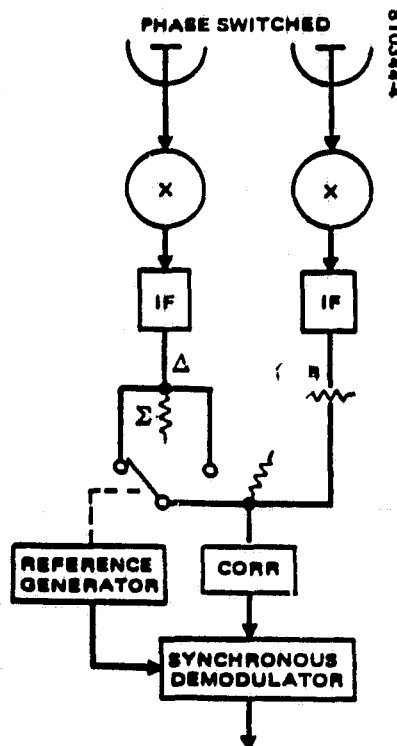 PHASE SWITCHED
X
X
IF
IF
Δ
Σ
REFERENCE
GENERATOR
CORR
SYNCHRONOUS
DEMODULATOR